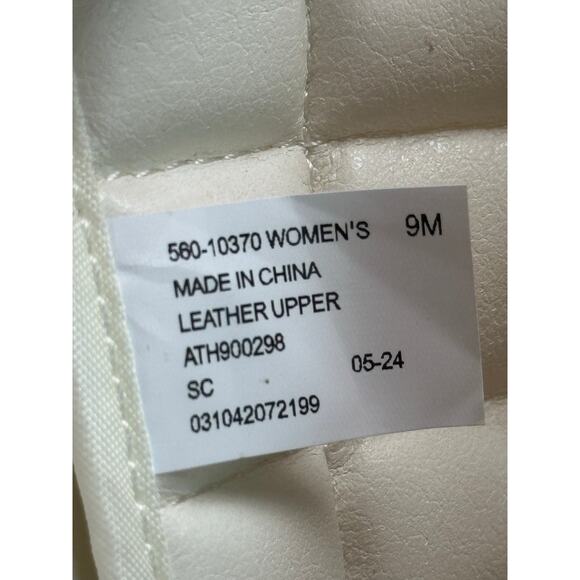 560-10370 WOMEN'S 9M
MADE IN CHINA
LEATHER UPPER
ATH900298
SC 05-24
031042072199